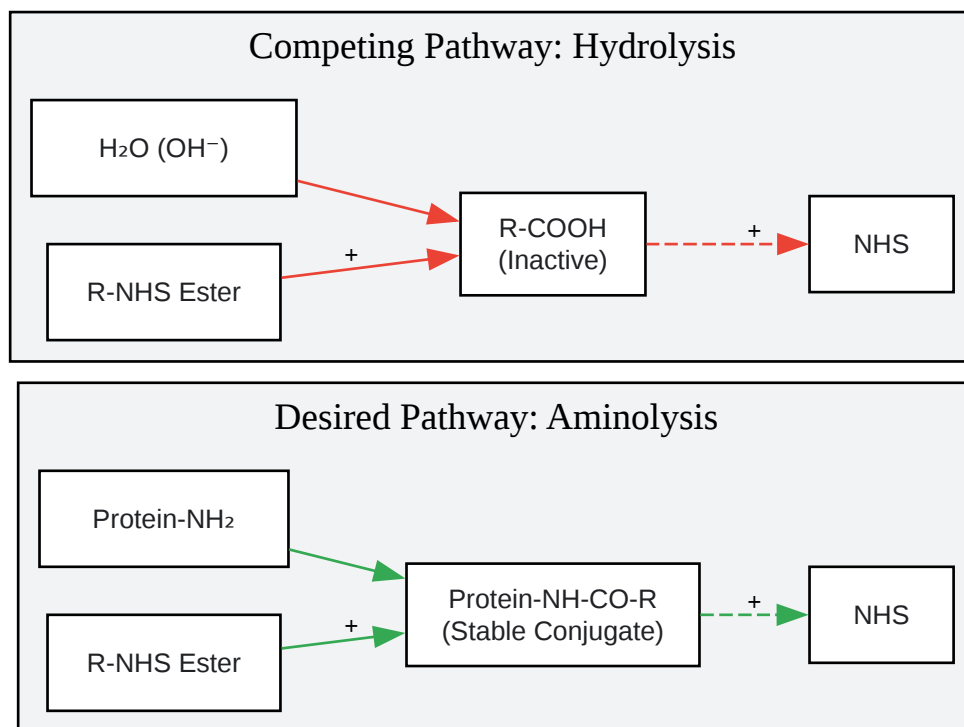 Competing Pathway: Hydrolysis
H₂O (OH⁻)
R-NHS Ester
+
R-COOH
(Inactive)
+
NHS
Desired Pathway: Aminolysis
Protein-NH₂
R-NHS Ester
+
Protein-NH-CO-R
(Stable Conjugate)
+
NHS